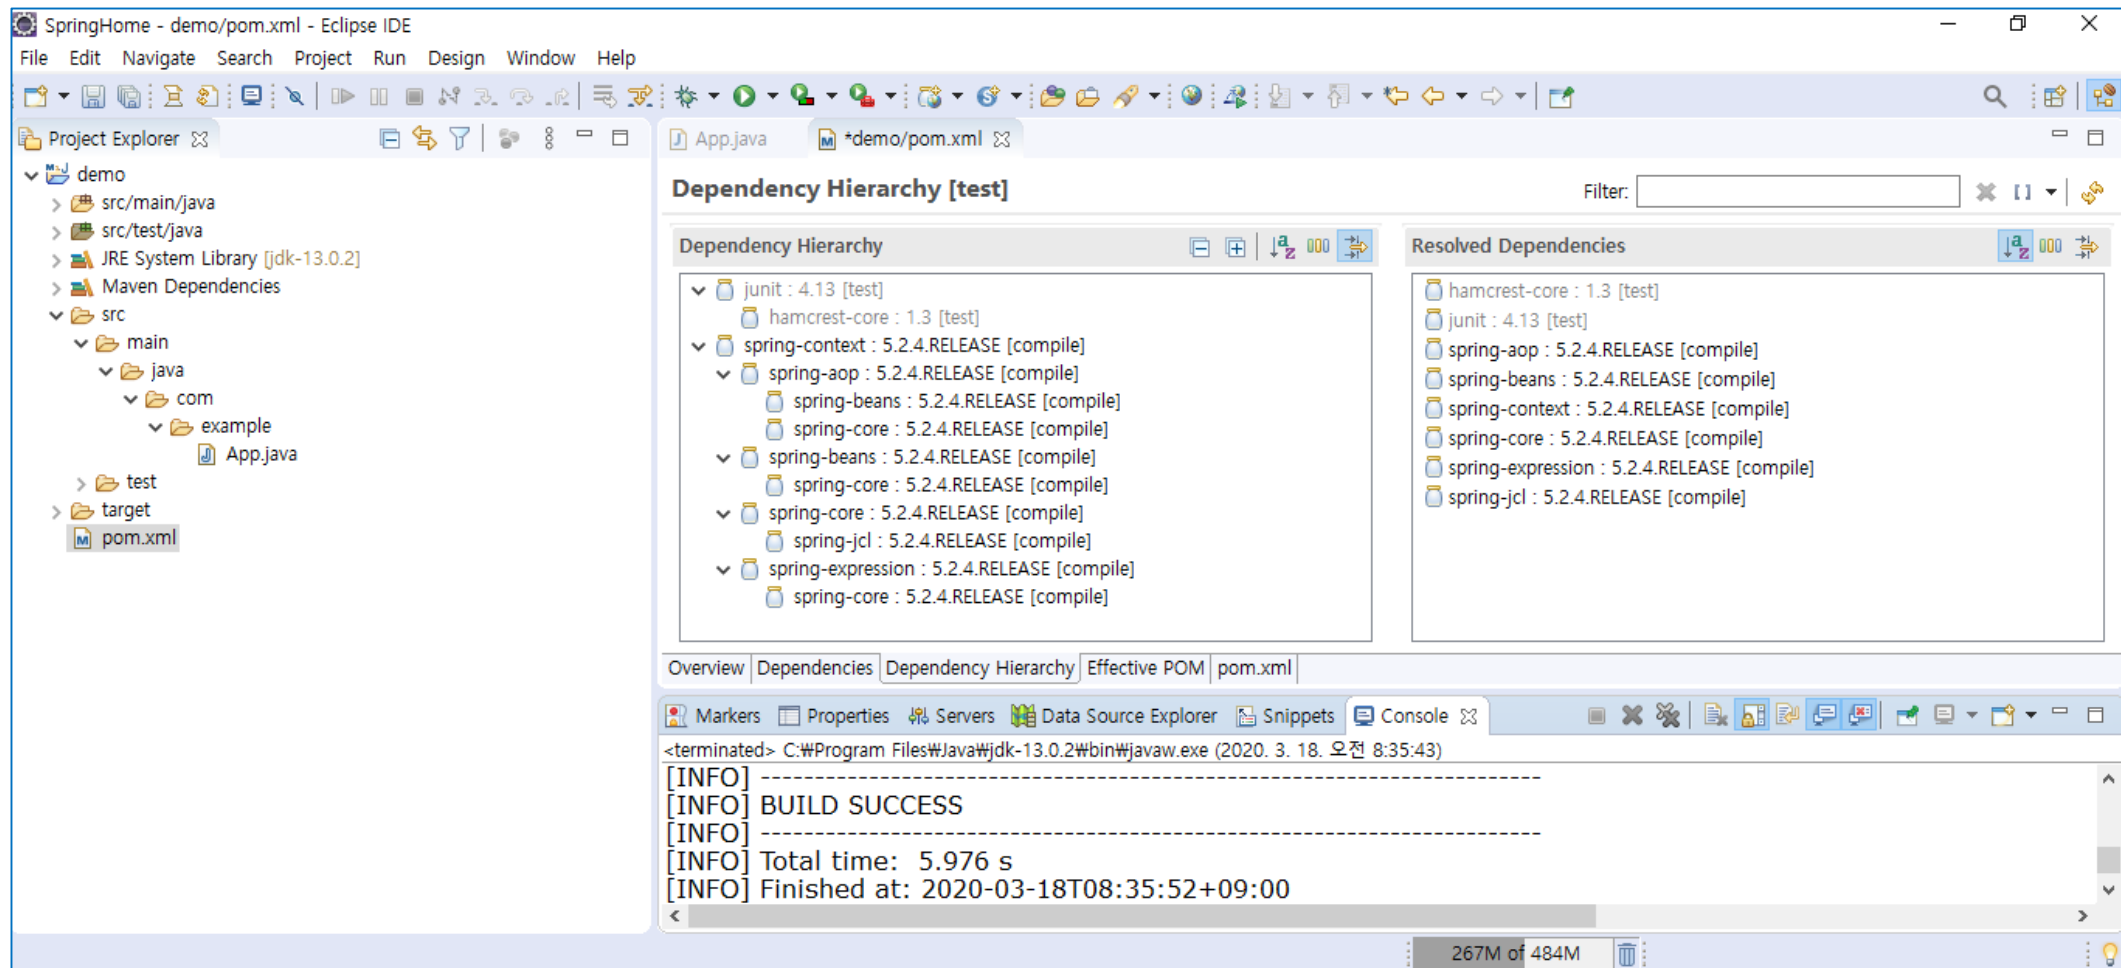 SpringHome - demo/pom.xml - Eclipse IDE
File Edit Navigate Search Project Run Design Window Help
Project Explorer
demo
src/main/java
src/test/java
JRE System Library [jdk-13.0.2]
Maven Dependencies
src
main
java
com
example
App.java
test
target
pom.xml
App.java *demo/pom.xml
Dependency Hierarchy [test]
Filter:
Dependency Hierarchy
junit : 4.13 [test]
hamcrest-core : 1.3 [test]
spring-context : 5.2.4.RELEASE [compile]
spring-aop : 5.2.4.RELEASE [compile]
spring-beans : 5.2.4.RELEASE [compile]
spring-core : 5.2.4.RELEASE [compile]
spring-beans : 5.2.4.RELEASE [compile]
spring-core : 5.2.4.RELEASE [compile]
spring-core : 5.2.4.RELEASE [compile]
spring-jcl : 5.2.4.RELEASE [compile]
spring-expression : 5.2.4.RELEASE [compile]
spring-core : 5.2.4.RELEASE [compile]
Resolved Dependencies
hamcrest-core : 1.3 [test]
junit : 4.13 [test]
spring-aop : 5.2.4.RELEASE [compile]
spring-beans : 5.2.4.RELEASE [compile]
spring-context : 5.2.4.RELEASE [compile]
spring-core : 5.2.4.RELEASE [compile]
spring-expression : 5.2.4.RELEASE [compile]
spring-jcl : 5.2.4.RELEASE [compile]
Overview Dependencies Dependency Hierarchy Effective POM pom.xml
Markers Properties Servers Data Source Explorer Snippets Console
<terminated> C:₩Program Files₩Java₩jdk-13.0.2₩bin₩javaw.exe (2020. 3. 18. 오전 8:35:43)
[INFO] ------------------------------------------------------------------------
[INFO] BUILD SUCCESS
[INFO] ------------------------------------------------------------------------
[INFO] Total time:  5.976 s
[INFO] Finished at: 2020-03-18T08:35:52+09:00
267M of 484M